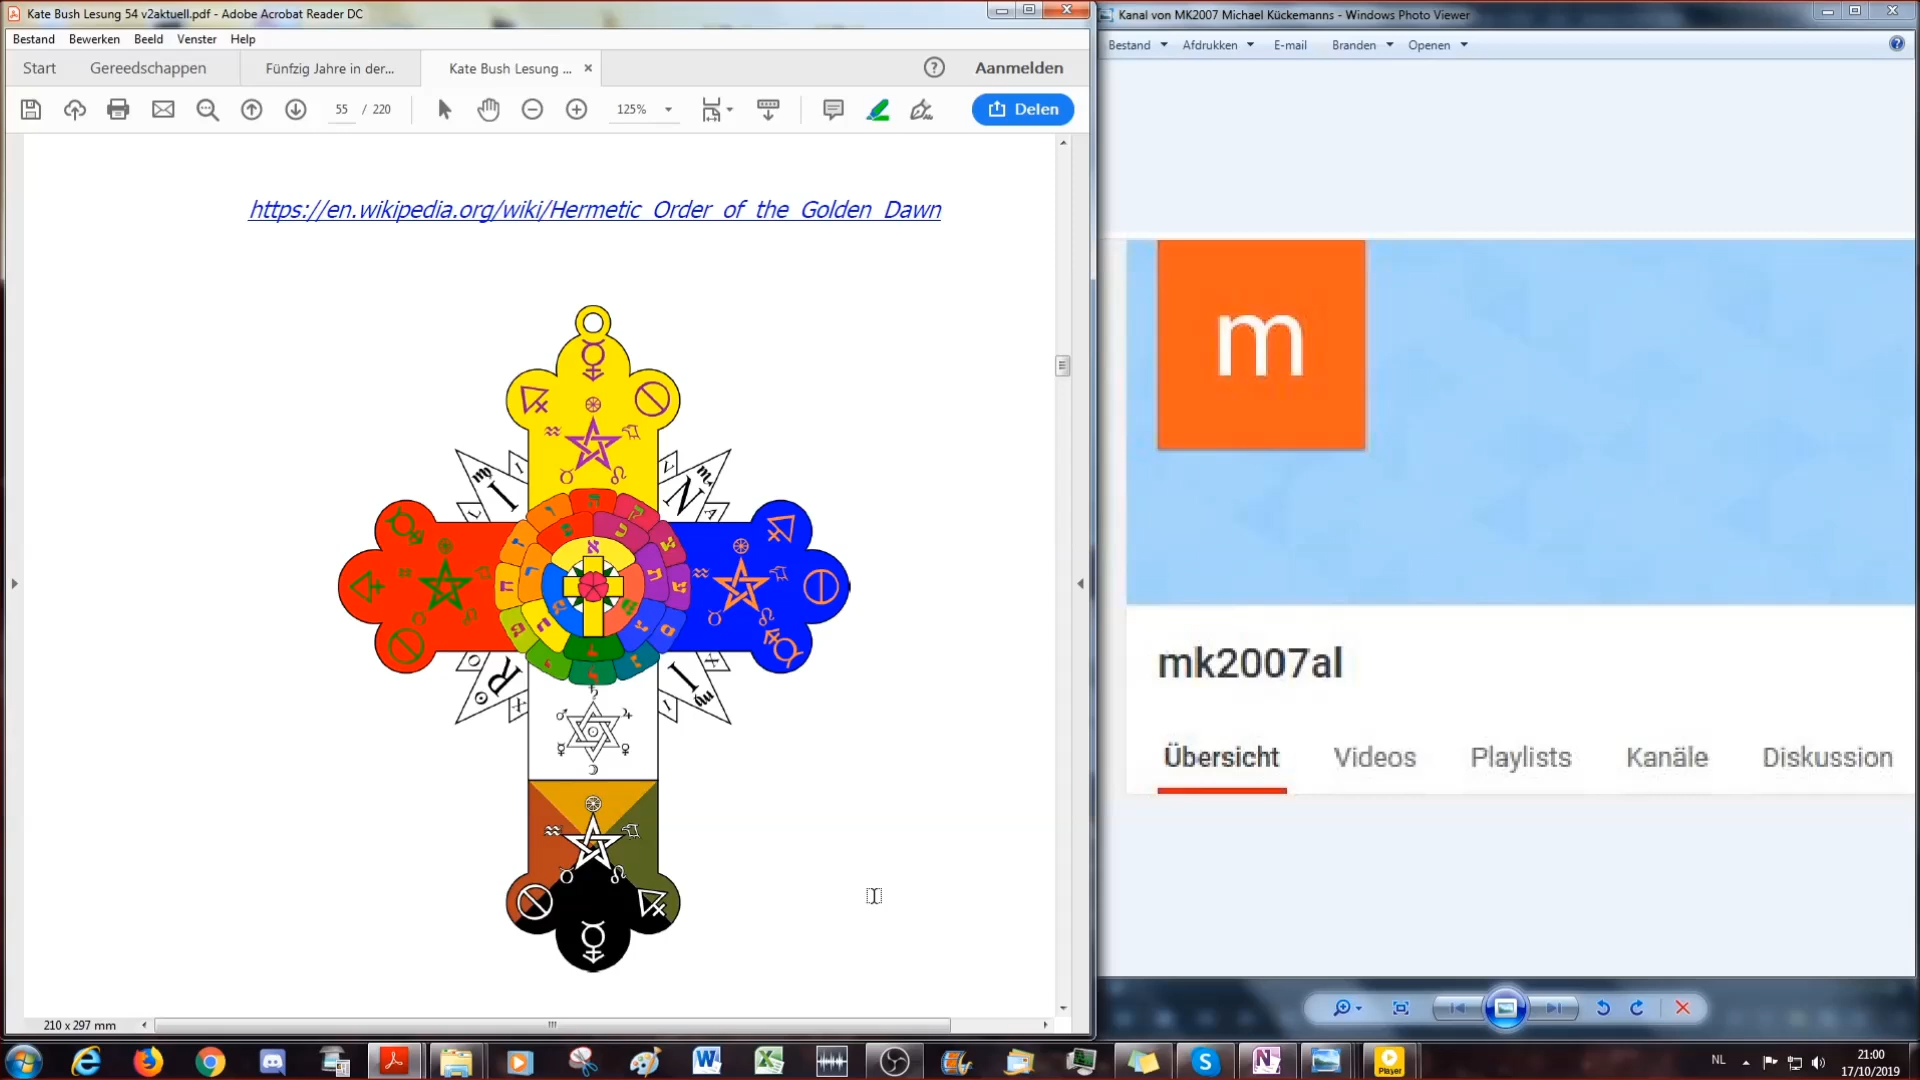 Kate Bush Lesung 54 v2aktuell.pdf - Adobe Acrobat Reader DC
Bestand Bewerken Beeld Venster Help
Start Gereedschappen Fünfzig Jahre in der... Kate Bush Lesung ... × Aanmelden
55 / 220 125% Delen
https://en.wikipedia.org/wiki/Hermetic_Order_of_the_Golden_Dawn
I N
R I
210 x 297 mm
Kanal von MK2007 Michael Kückemanns - Windows Photo Viewer
Bestand Afdrukken E-mail Branden Openen
m
mk2007al
Übersicht Videos Playlists Kanäle Diskussion
Player
NL
21:00
17/10/2019